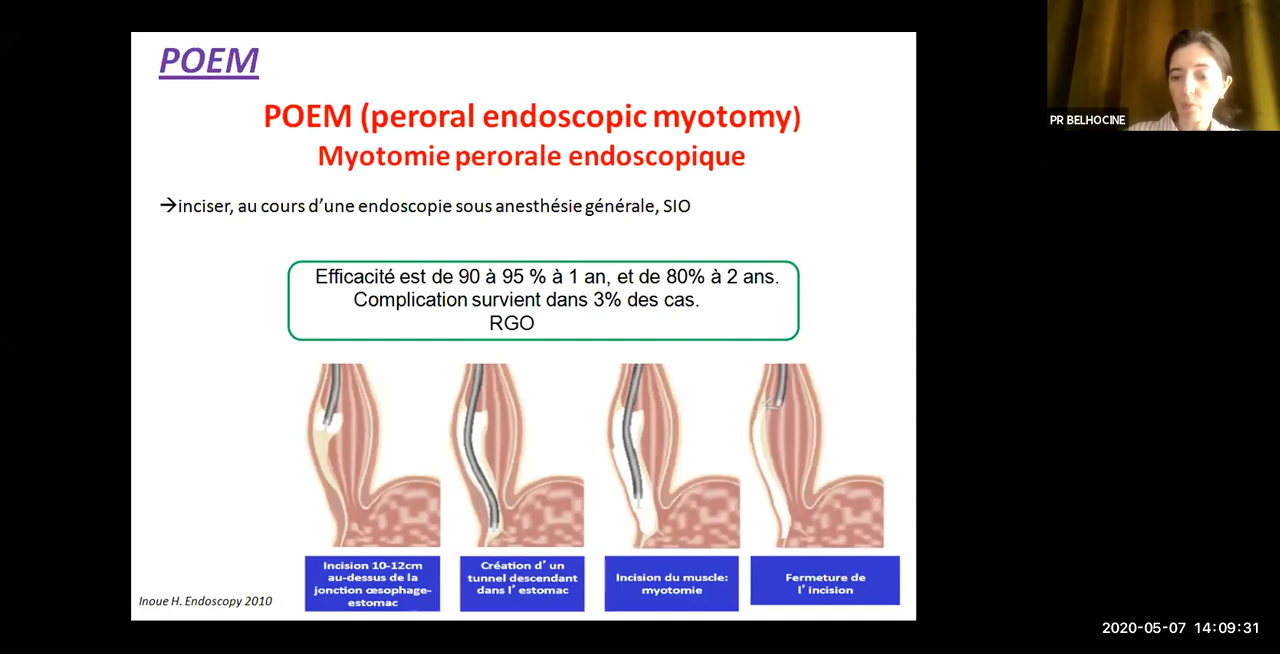 POEM
POEM (peroral endoscopic myotomy)
Myotomie perorale endoscopique
→inciser, au cours d’une endoscopie sous anesthésie générale, SIO
Efficacité est de 90 à 95 % à 1 an, et de 80% à 2 ans.
Complication survient dans 3% des cas.
RGO
Incision 10-12cm
au-dessus de la
jonction œsophage-
estomac
Création d’ un
tunnel descendant
dans l’ estomac
Incision du muscle:
myotomie
Fermeture de
l’ incision
Inoue H. Endoscopy 2010
PR BELHOCINE
2020-05-07 14:09:31